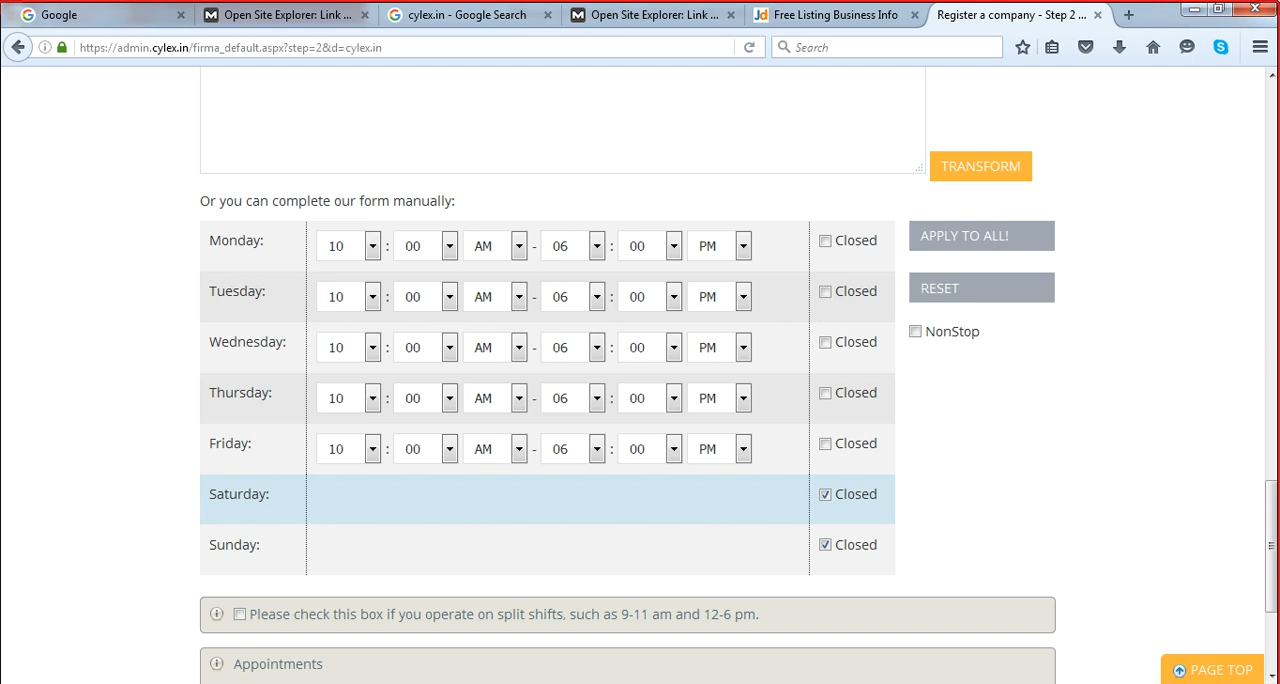 Google
Open Site Explorer: Link ...
cylex.in - Google Search
Open Site Explorer: Link ...
Jd Free Listing Business Info
Register a company - Step 2 ...
https://admin.cylex.in/firma_default.aspx?step=2&d=cylex.in
Search
TRANSFORM
Or you can complete our form manually:
Monday: 10 : 00 AM - 06 : 00 PM Closed APPLY TO ALL!
Tuesday: 10 : 00 AM - 06 : 00 PM Closed RESET
Wednesday: 10 : 00 AM - 06 : 00 PM Closed NonStop
Thursday: 10 : 00 AM - 06 : 00 PM Closed
Friday: 10 : 00 AM - 06 : 00 PM Closed
Saturday: Closed
Sunday: Closed
Please check this box if you operate on split shifts, such as 9-11 am and 12-6 pm.
Appointments
PAGE TOP